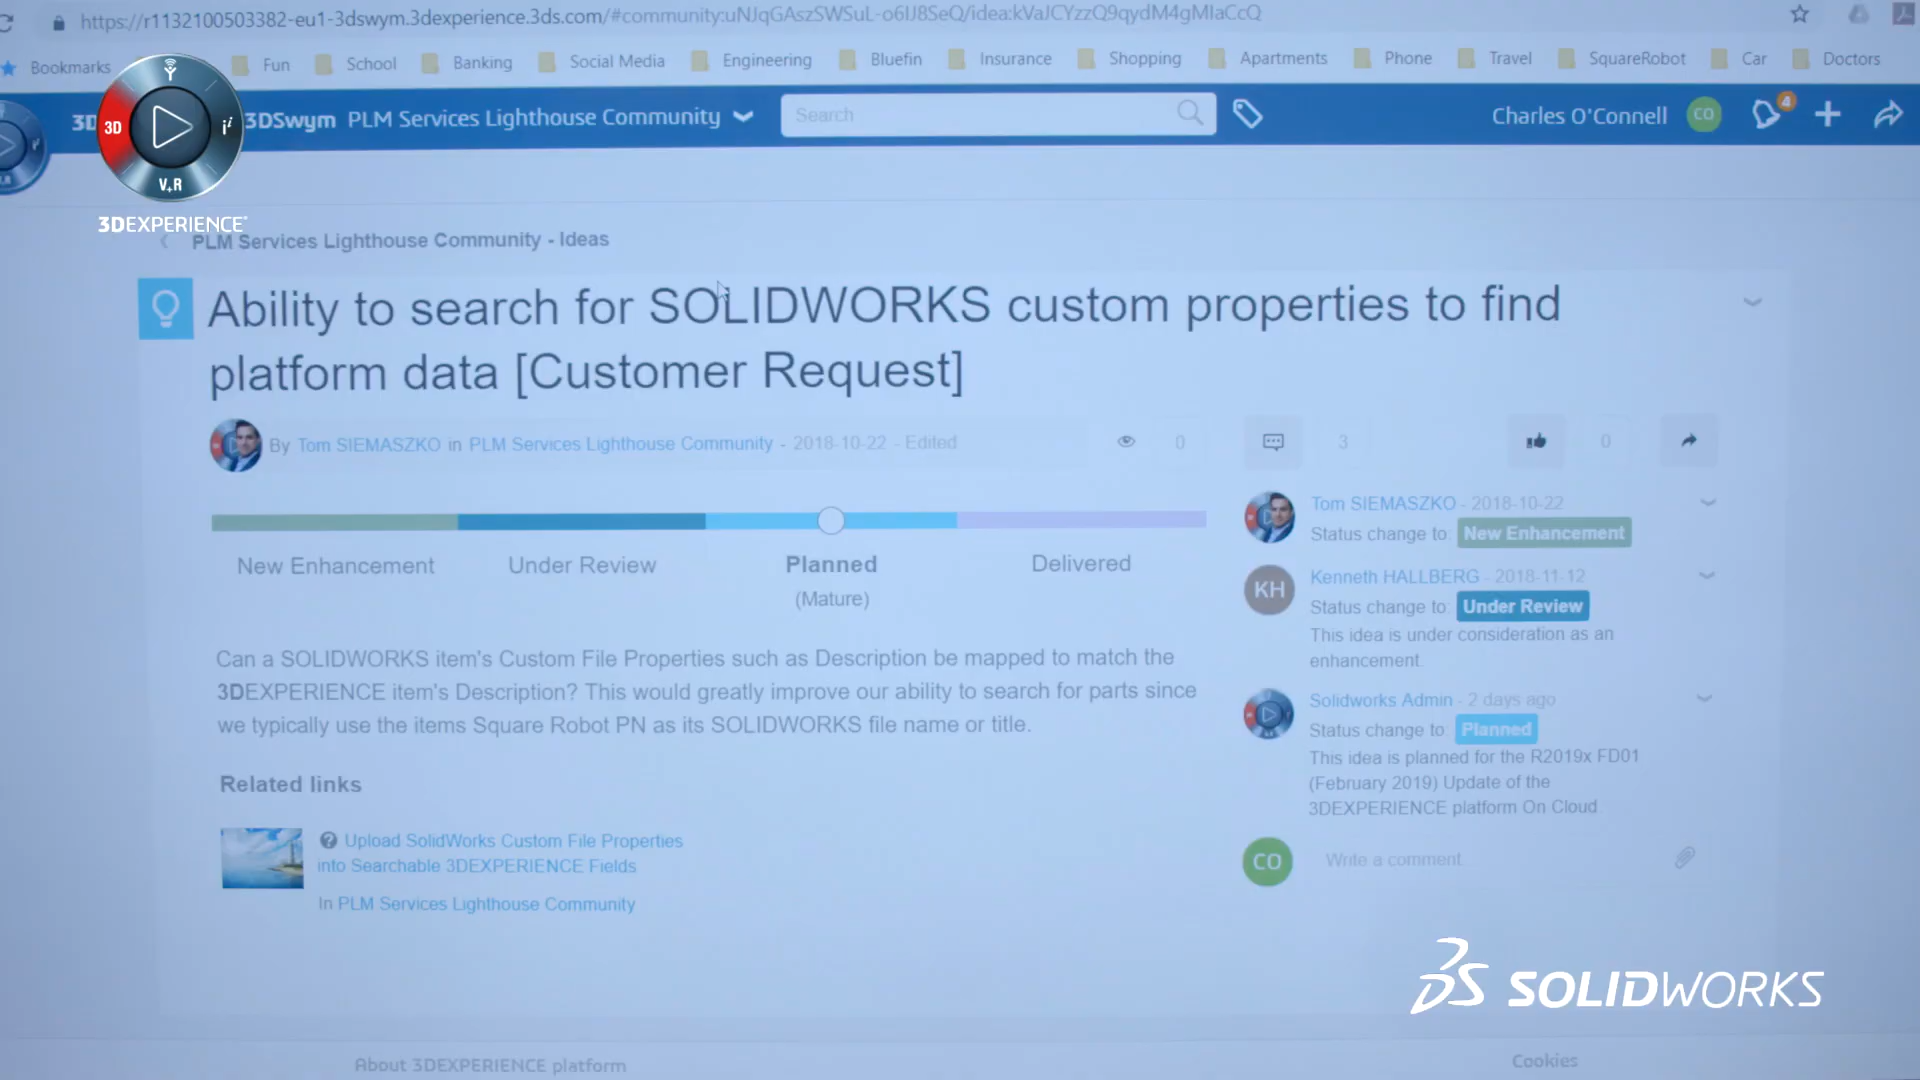 https://r1132100503382-eu1-3dswym.3dexperience.3ds.com/#community:uNJqGAszSWSuL-o6IJ8SeQ/idea:kVaJCYzzQ9qydM4gMIaCcQ
Bookmarks Fun School Banking Social Media Engineering Bluefin Insurance Shopping Apartments Phone Travel SquareRobot Car Doctors
3D 3DSwym PLM Services Lighthouse Community Search Charles O'Connell CO 4
3D i² V+R
3DEXPERIENCE
PLM Services Lighthouse Community - Ideas
Ability to search for SOLIDWORKS custom properties to find
platform data [Customer Request]
By Tom SIEMASZKO in PLM Services Lighthouse Community - 2018-10-22 - Edited 0 3 0
New Enhancement Under Review Planned Delivered
(Mature)
Can a SOLIDWORKS item's Custom File Properties such as Description be mapped to match the
3DEXPERIENCE item's Description? This would greatly improve our ability to search for parts since
we typically use the items Square Robot PN as its SOLIDWORKS file name or title.
Related links
Upload SolidWorks Custom File Properties
into Searchable 3DEXPERIENCE Fields
In PLM Services Lighthouse Community
Tom SIEMASZKO - 2018-10-22
Status change to: New Enhancement
KH Kenneth HALLBERG - 2018-11-12
Status change to: Under Review
This idea is under consideration as an
enhancement.
Solidworks Admin - 2 days ago
Status change to: Planned
This idea is planned for the R2019x FD01
(February 2019) Update of the
3DEXPERIENCE platform On Cloud.
CO Write a comment
SOLIDWORKS
About 3DEXPERIENCE platform Cookies